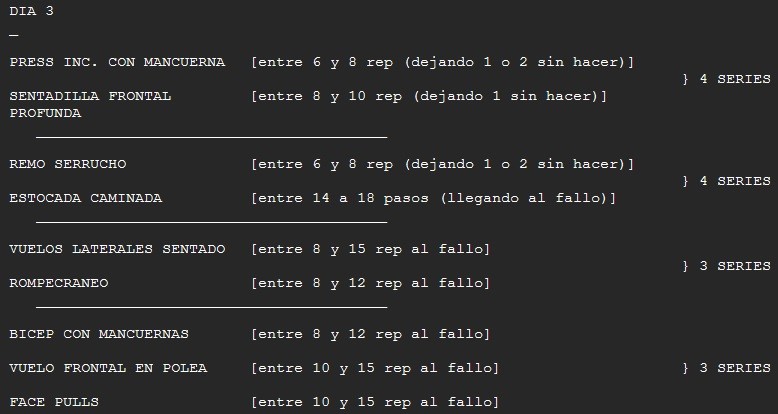 DIA 3
_
PRESS INC. CON MANCUERNA [entre 6 y 8 rep (dejando 1 o 2 sin hacer)]
} 4 SERIES
SENTADILLA FRONTAL [entre 8 y 10 rep (dejando 1 sin hacer)]
PROFUNDA
REMO SERRUCHO [entre 6 y 8 rep (dejando 1 o 2 sin hacer)]
} 4 SERIES
ESTOCADA CAMINADA [entre 14 a 18 pasos (llegando al fallo)]
VUELOS LATERALES SENTADO [entre 8 y 15 rep al fallo]
} 3 SERIES
ROMPECRANEO [entre 8 y 12 rep al fallo]
BICEP CON MANCUERNAS [entre 8 y 12 rep al fallo]
VUELO FRONTAL EN POLEA [entre 10 y 15 rep al fallo] } 3 SERIES
FACE PULLS [entre 10 y 15 rep al fallo]